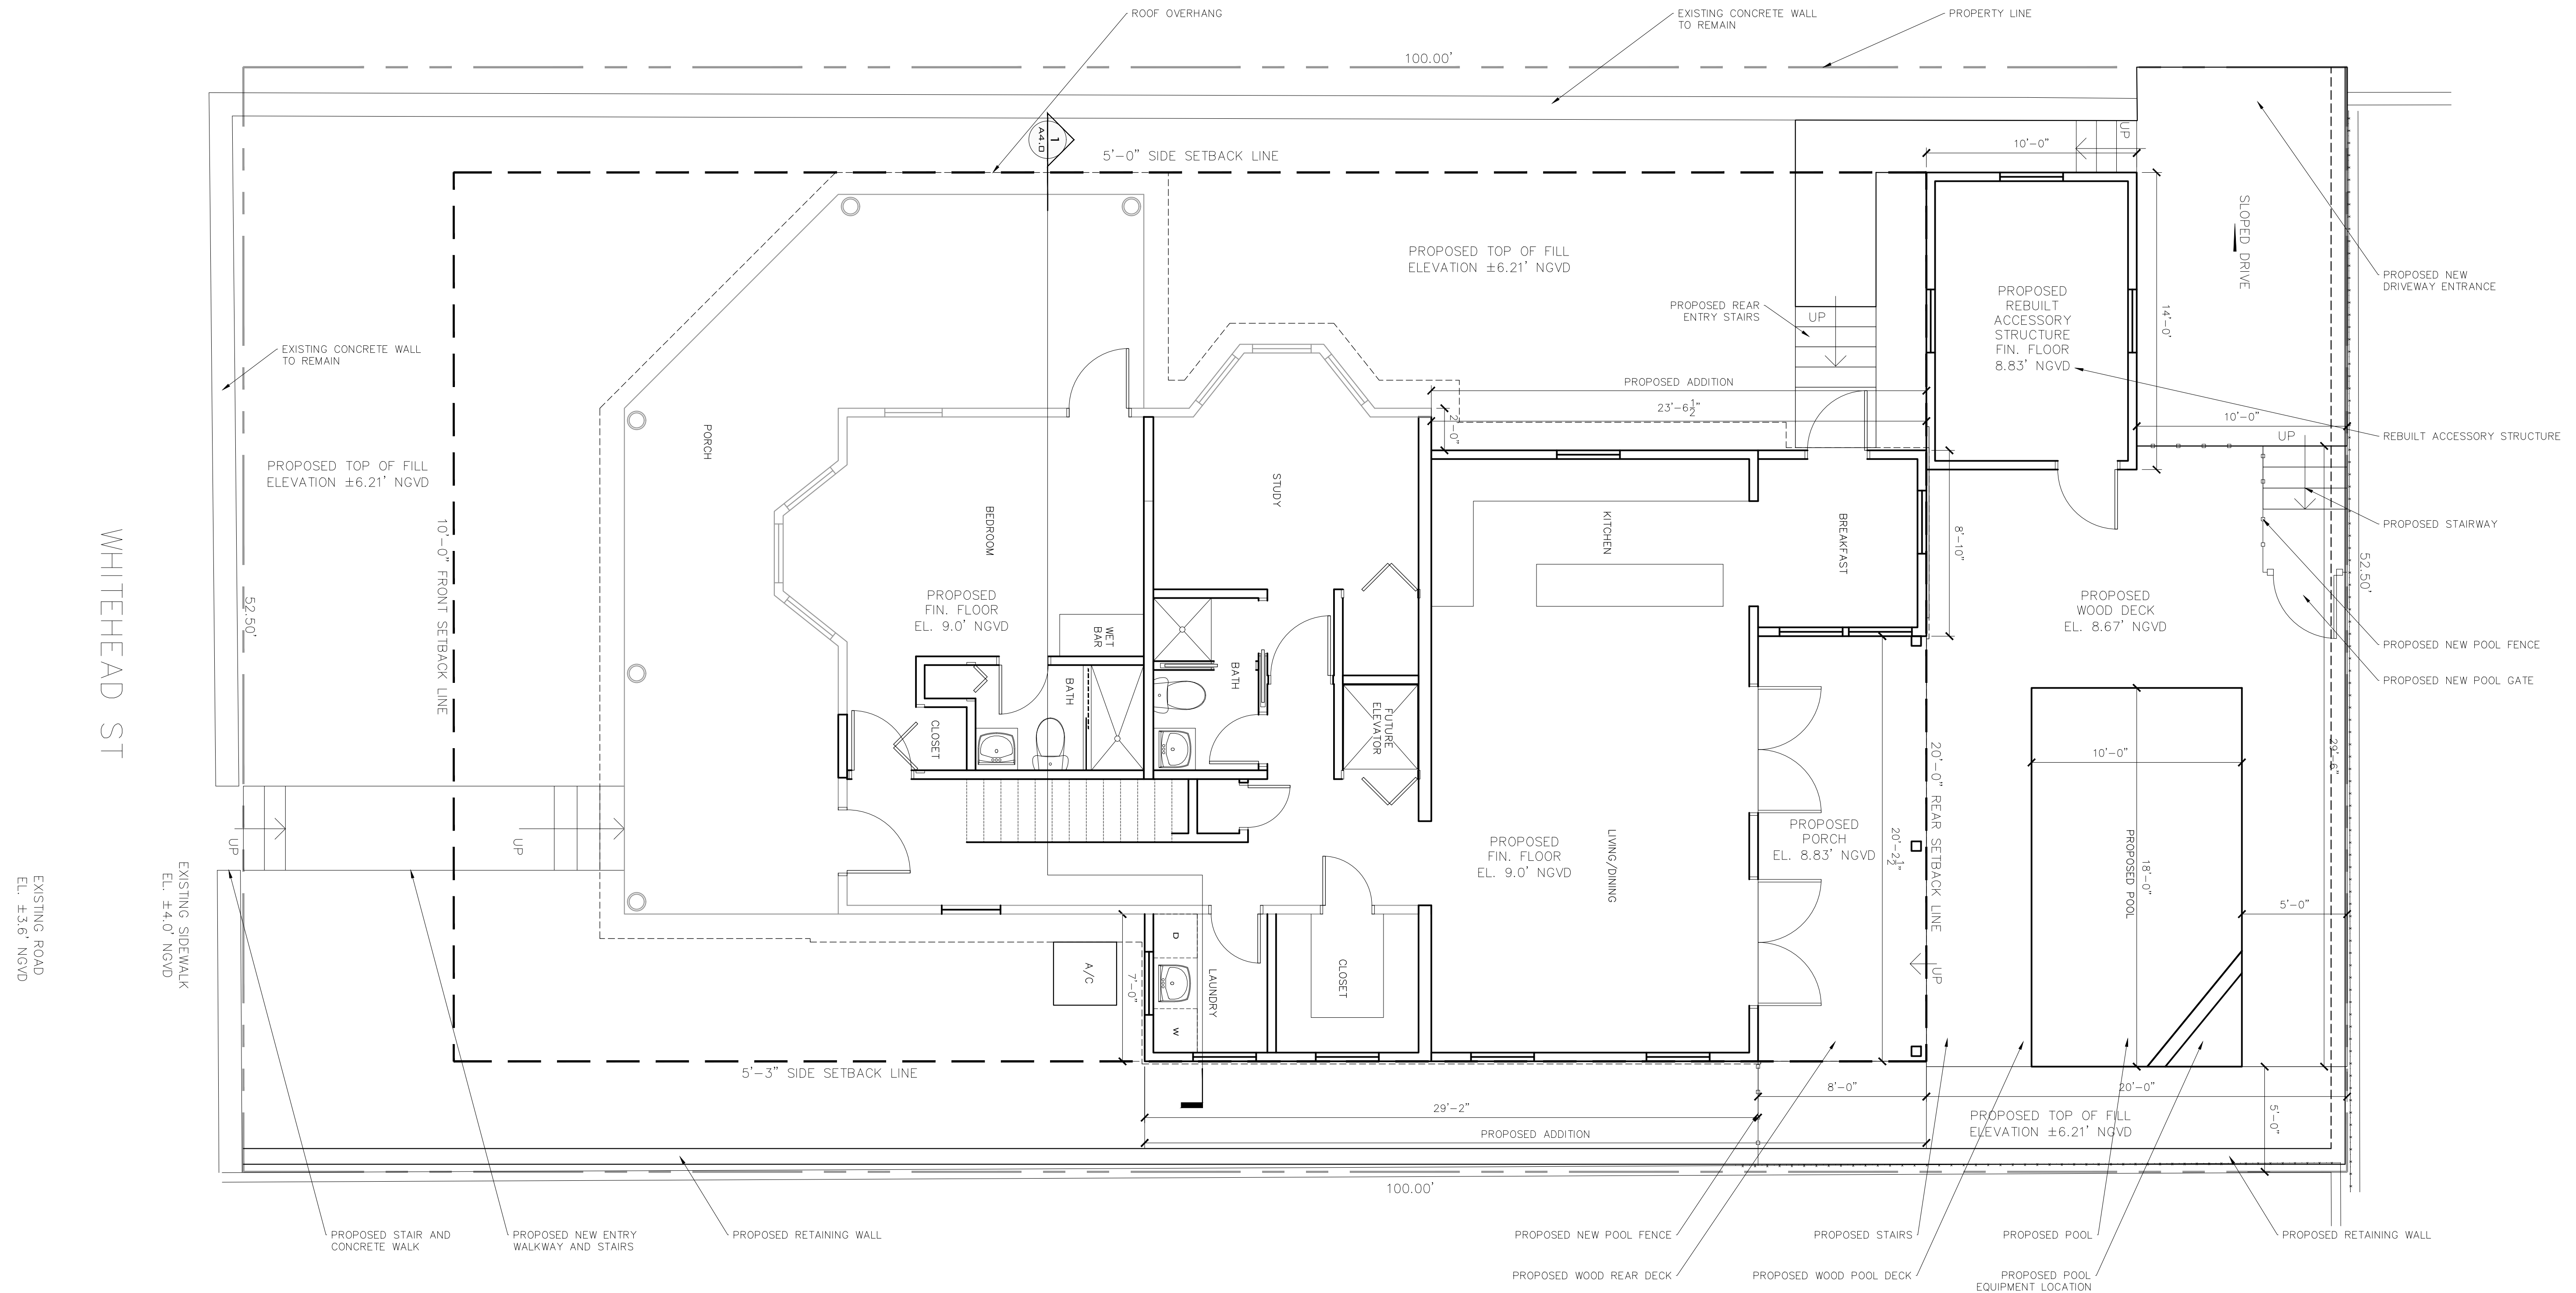 ROOF OVERHANG
EXISTING CONCRETE WALL
TO REMAIN
PROPERTY LINE
100.00'
1
A4.0
5'-0" SIDE SETBACK LINE
10'-0"
UP
SLOPED DRIVE
PROPOSED TOP OF FILL
ELEVATION ±6.21' NGVD
PROPOSED NEW
DRIVEWAY ENTRANCE
PROPOSED REAR
ENTRY STAIRS
UP
PROPOSED
REBUILT
ACCESSORY
STRUCTURE
FIN. FLOOR
8.83' NGVD
14'-0"
EXISTING CONCRETE WALL
TO REMAIN
PROPOSED ADDITION
23'-6 1/2"
2'-0"
10'-0"
UP
REBUILT ACCESSORY STRUCTURE
PORCH
PROPOSED TOP OF FILL
ELEVATION ±6.21' NGVD
STUDY
BEDROOM
KITCHEN
BREAKFAST
8'-10"
PROPOSED STAIRWAY
52.50'
10'-0" FRONT SETBACK LINE
WHITEHEAD ST
52.50'
PROPOSED
FIN. FLOOR
EL. 9.0' NGVD
WET
BAR
PROPOSED
WOOD DECK
EL. 8.67' NGVD
PROPOSED NEW POOL FENCE
PROPOSED NEW POOL GATE
BATH
BATH
CLOSET
FUTURE
ELEVATOR
20'-0" REAR SETBACK LINE
10'-0"
29'-6"
UP
UP
PROPOSED
FIN. FLOOR
EL. 9.0' NGVD
LIVING/DINING
PROPOSED
PORCH
EL. 8.83' NGVD
20'-2 1/2"
PROPOSED POOL
18'-0"
5'-0"
EXISTING SIDEWALK
EL. ±4.0' NGVD
EXISTING ROAD
EL. ±3.6' NGVD
A/C
7'-0"
D
W
LAUNDRY
CLOSET
UP
5'-3" SIDE SETBACK LINE
8'-0"
20'-0"
29'-2"
PROPOSED TOP OF FILL
ELEVATION ±6.21' NGVD
5'-0"
PROPOSED ADDITION
100.00'
PROPOSED STAIR AND
CONCRETE WALK
PROPOSED NEW ENTRY
WALKWAY AND STAIRS
PROPOSED RETAINING WALL
PROPOSED NEW POOL FENCE
PROPOSED STAIRS
PROPOSED POOL
PROPOSED RETAINING WALL
PROPOSED WOOD REAR DECK
PROPOSED WOOD POOL DECK
PROPOSED POOL
EQUIPMENT LOCATION